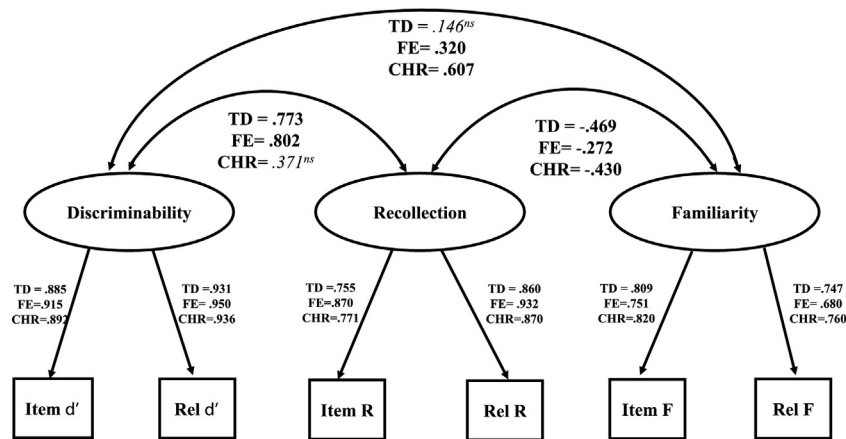 TD = .146ns
FE= .320
CHR= .607
TD = .773
FE= .802
CHR= .371ns
TD = -.469
FE= -.272
CHR= -.430
Discriminability
Recollection
Familiarity
TD = .885
FE=.915
CHR=.892
TD= .931
FE= .950
CHR=.936
TD= .755
FE= .870
CHR=.771
TD= .860
FE= .932
CHR= .870
TD = .809
FE=.751
CHR= .820
TD= .747
FE= .680
CHR= .760
Item d′
Rel d′
Item R
Rel R
Item F
Rel F